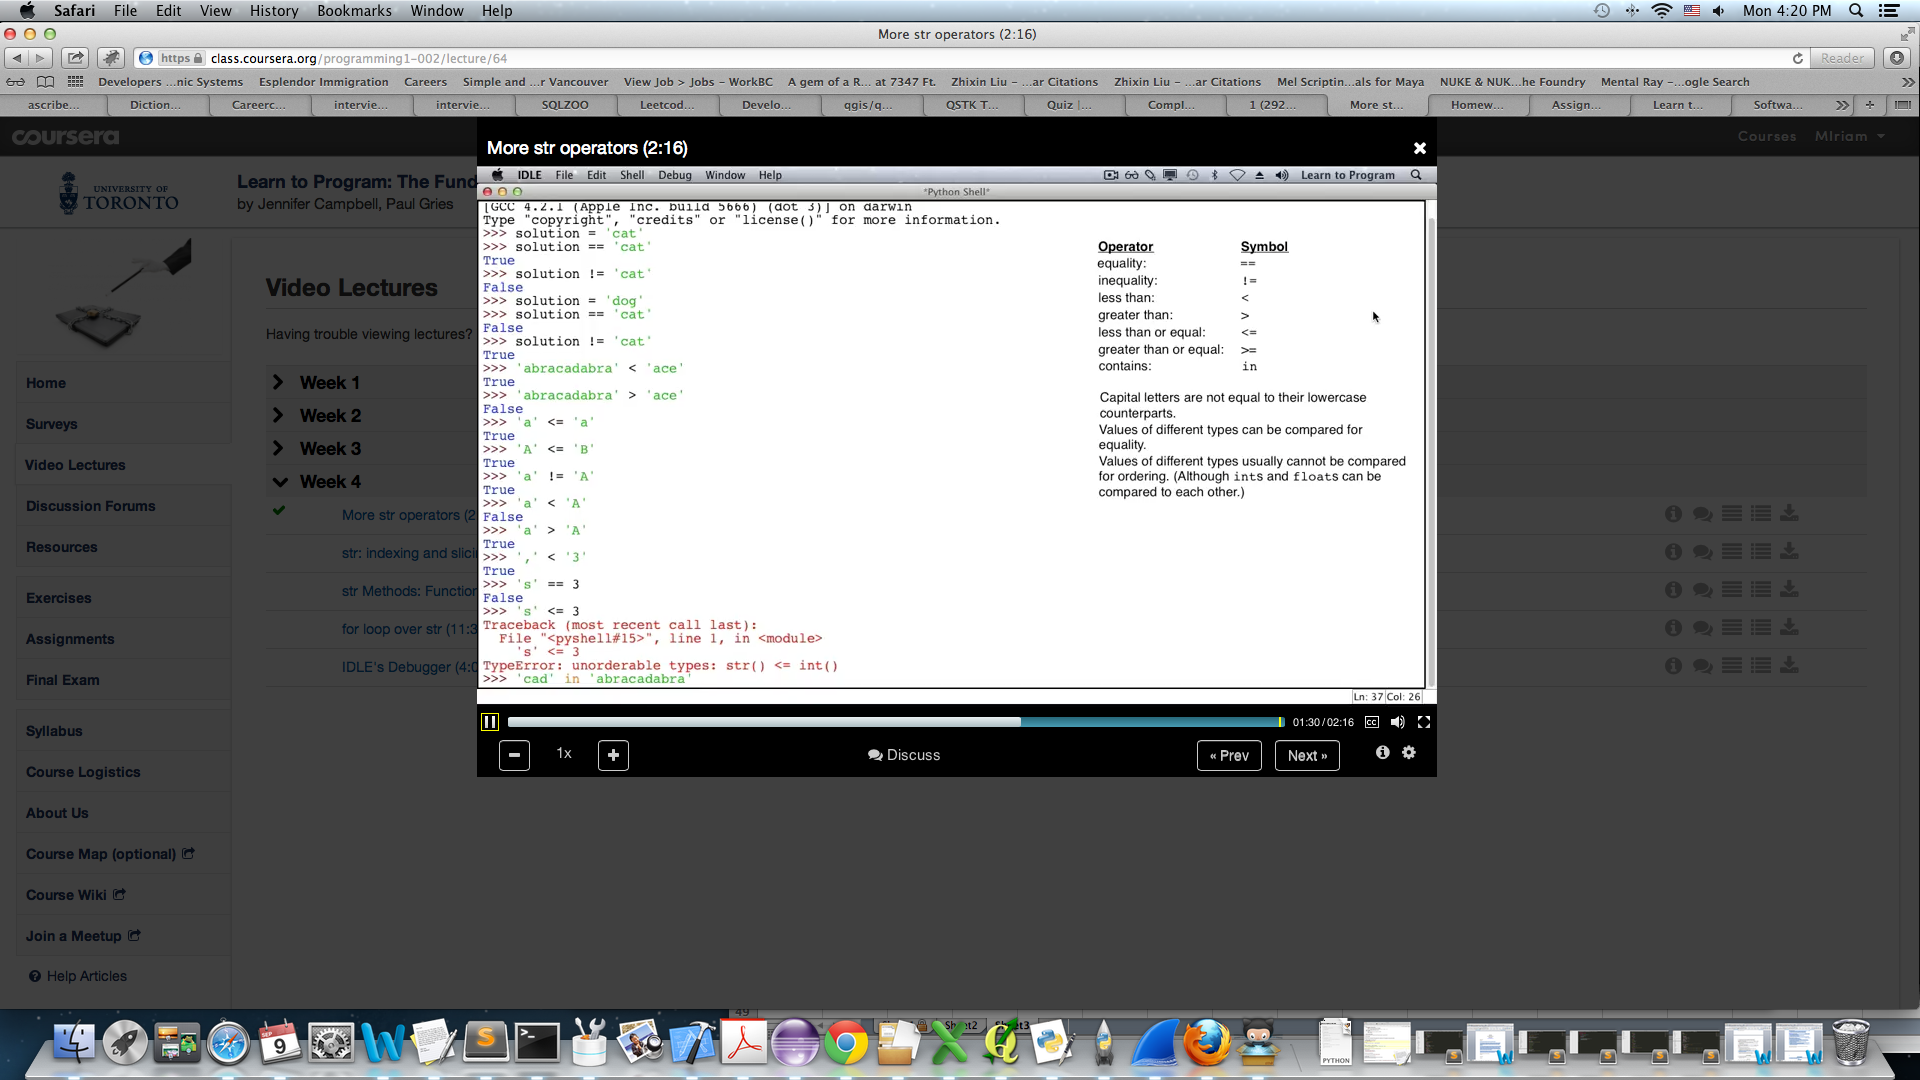 Safari File Edit View History Bookmarks Window Help Mon 4:20 PM
More str operators (2:16)
https class.coursera.org/programming1-002/lecture/64 Reader
Developers ...nic Systems Esplendor Immigration Careers Simple and ...r Vancouver View Job > Jobs - WorkBC A gem of a R... at 7347 Ft. Zhixin Liu - ...ar Citations Zhixin Liu - ...ar Citations Mel Scriptin...als for Maya NUKE & NUK...he Foundry Mental Ray -...ogle Search
ascribe... Diction... Careerc... intervie... intervie... SQLZOO Leetcod... Develo... qgis/q... QSTK T... Quiz |... Compl... 1 (292... More st... Homew... Assign... Learn t... Softwa...
coursera Courses MIriam
UNIVERSITY OF
TORONTO
Learn to Program: The Fund
by Jennifer Campbell, Paul Gries
Home
Surveys
Video Lectures
Discussion Forums
Resources
Exercises
Assignments
Final Exam
Syllabus
Course Logistics
About Us
Course Map (optional)
Course Wiki
Join a Meetup
Help Articles
Video Lectures
Having trouble viewing lectures?
Week 1
Week 2
Week 3
Week 4
More str operators (2
str: indexing and slici
str Methods: Function
for loop over str (11:3
IDLE's Debugger (4:0
More str operators (2:16)
IDLE File Edit Shell Debug Window Help Learn to Program
*Python Shell*
[GCC 4.2.1 (Apple Inc. build 5666) (dot 3)] on darwin
Type "copyright", "credits" or "license()" for more information.
>>> solution = 'cat'
>>> solution == 'cat'
True
>>> solution != 'cat'
False
>>> solution = 'dog'
>>> solution == 'cat'
False
>>> solution != 'cat'
True
>>> 'abracadabra' < 'ace'
True
>>> 'abracadabra' > 'ace'
False
>>> 'a' <= 'a'
True
>>> 'A' <= 'B'
True
>>> 'a' != 'A'
True
>>> 'a' < 'A'
False
>>> 'a' > 'A'
True
>>> ',' < '3'
True
>>> 's' == 3
False
>>> 's' <= 3
Traceback (most recent call last):
File "<pyshell#15>", line 1, in <module>
's' <= 3
TypeError: unorderable types: str() <= int()
>>> 'cad' in 'abracadabra'
Operator Symbol
equality: ==
inequality: !=
less than: <
greater than: >
less than or equal: <=
greater than or equal: >=
contains: in
Capital letters are not equal to their lowercase
counterparts.
Values of different types can be compared for
equality.
Values of different types usually cannot be compared
for ordering. (Although ints and floats can be
compared to each other.)
Ln: 37 Col: 26
01:30/02:16 CC
1x Discuss « Prev Next »
49
Sheet2 Sheet3
SEP
9
PYTHON